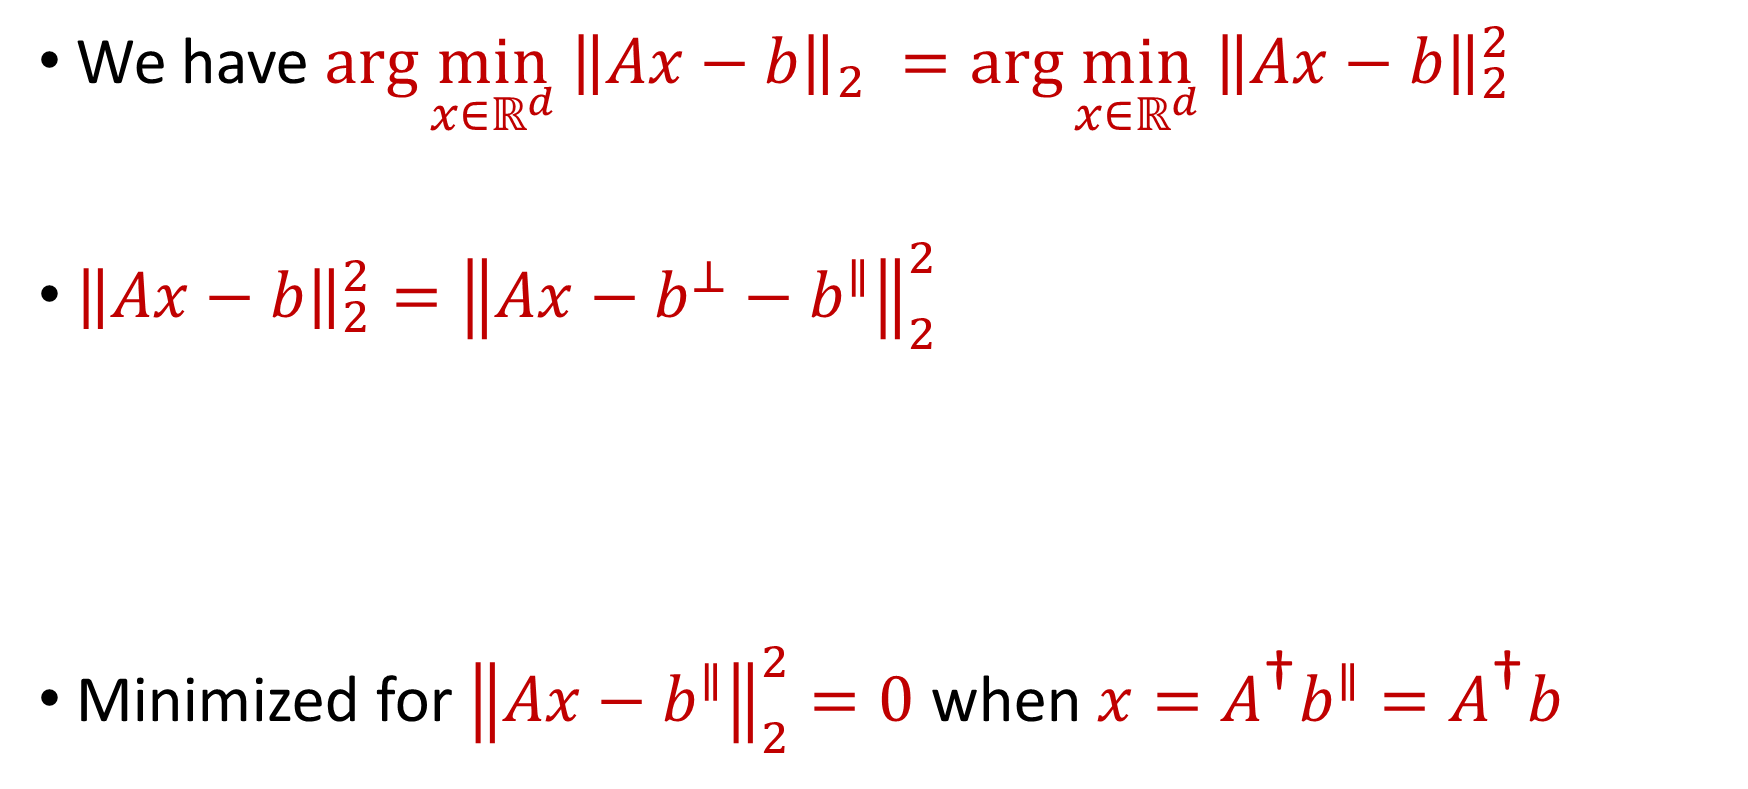 • We have arg min_{x∈ℝ^d} ‖Ax − b‖₂ = arg min_{x∈ℝ^d} ‖Ax − b‖₂²
• ‖Ax − b‖₂² = ‖Ax − b^⊥ − b^∥‖₂²
• Minimized for ‖Ax − b^∥‖₂² = 0 when x = A^† b^∥ = A^† b